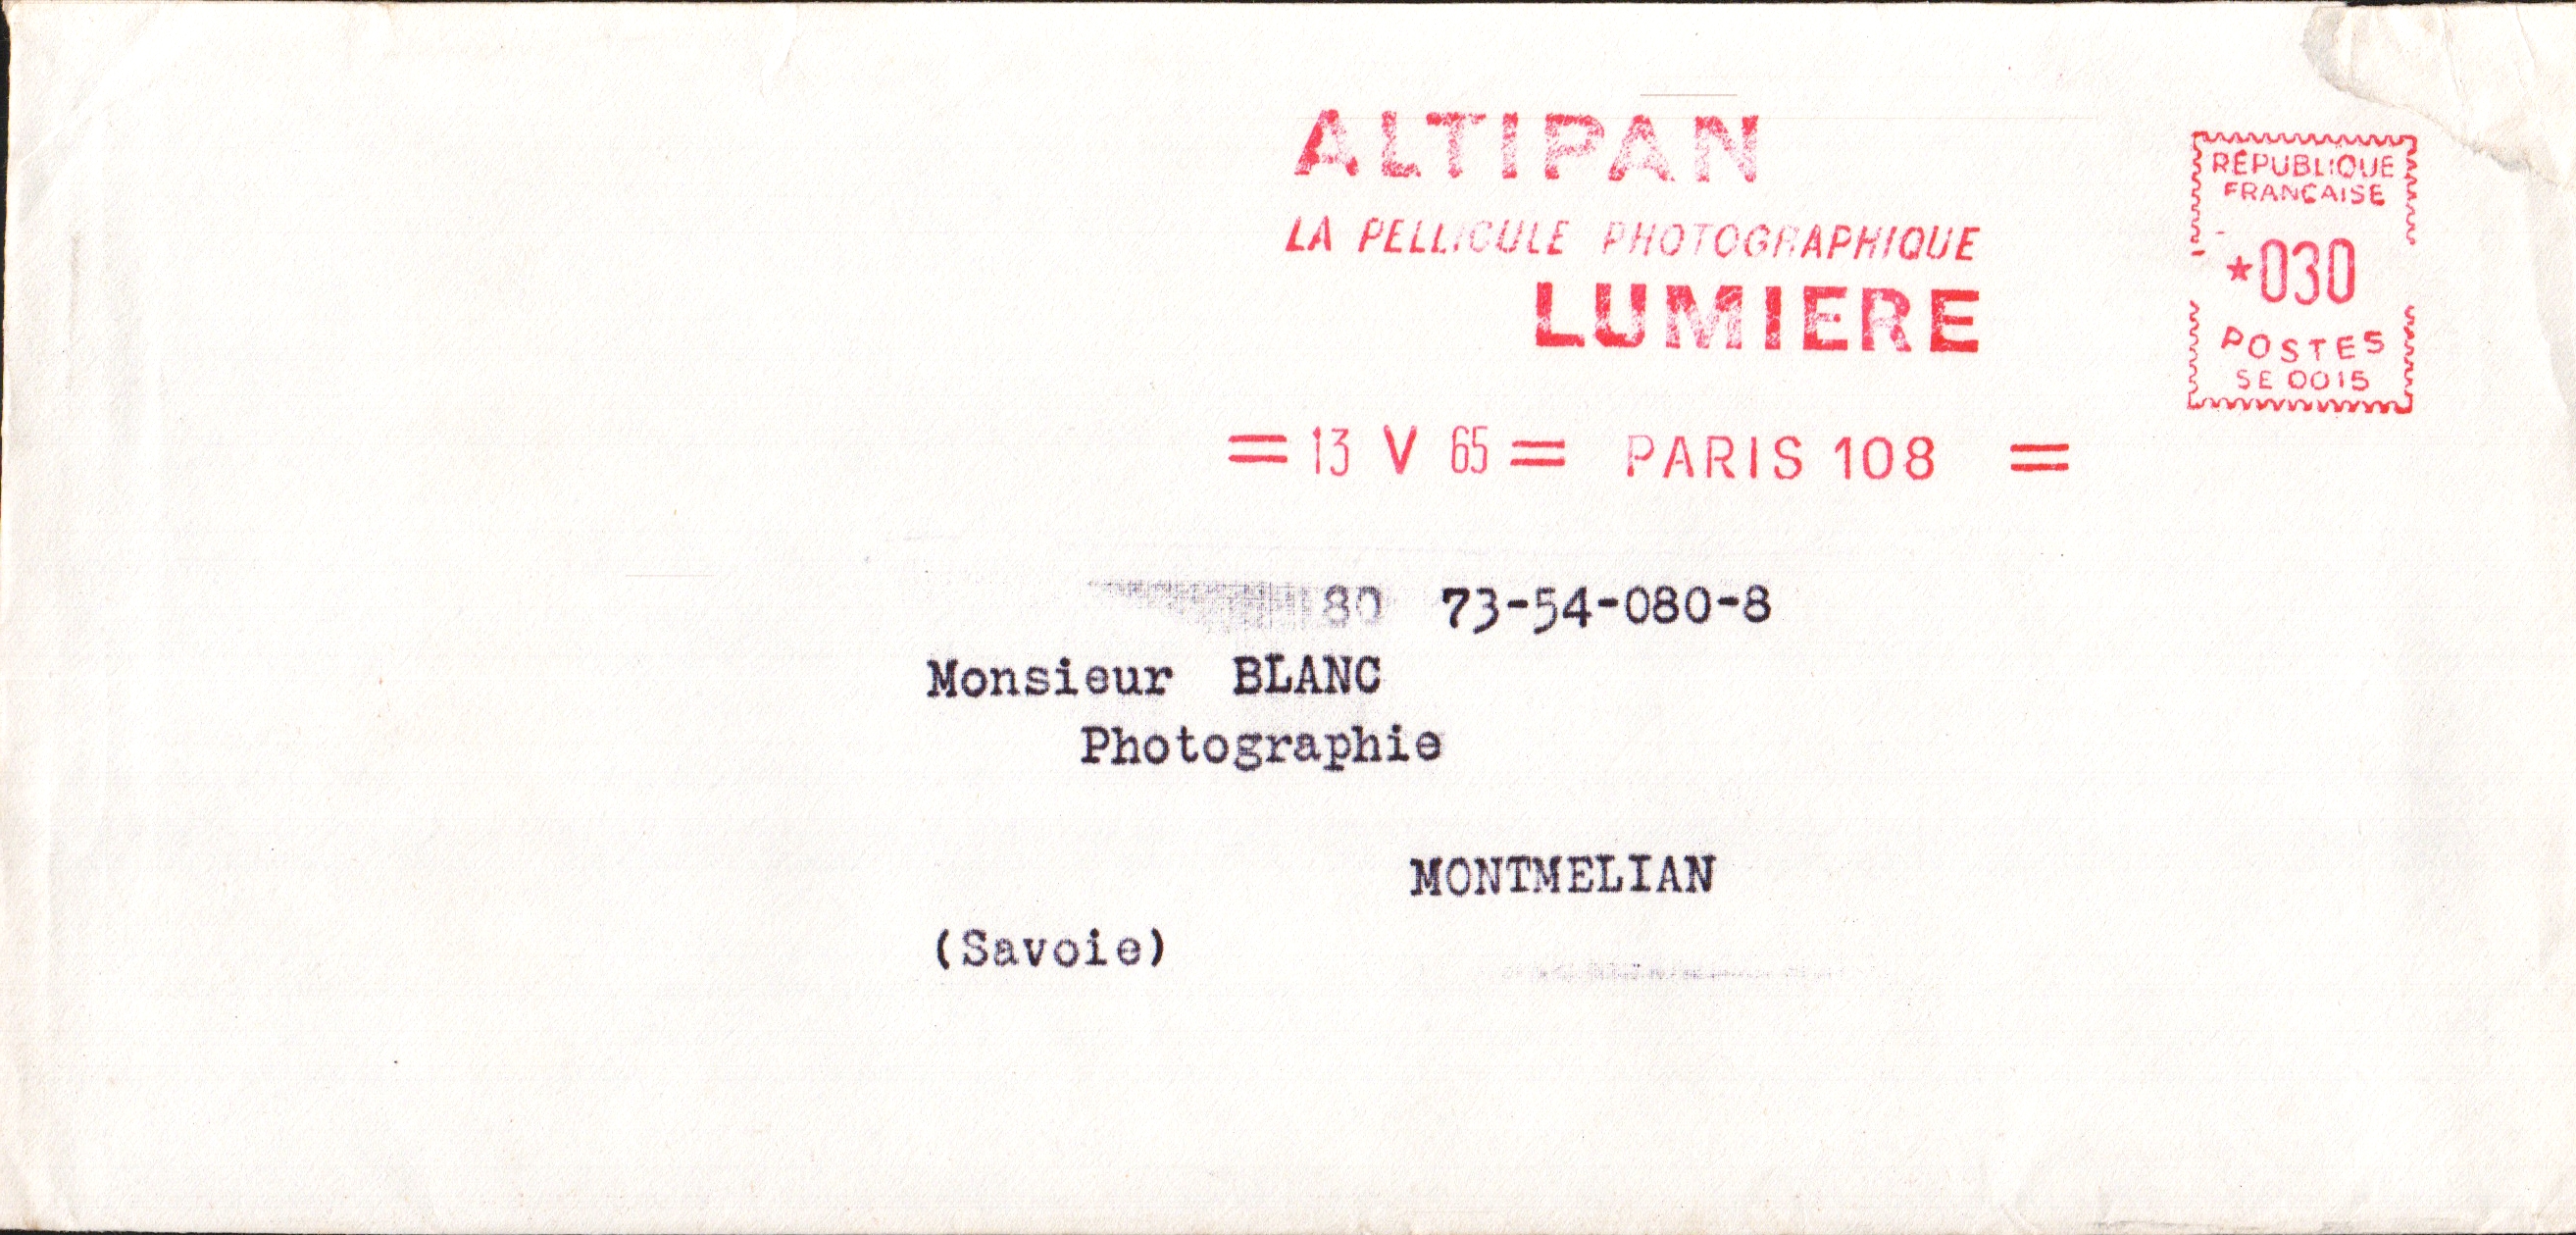 ALTIPAN
LA PELLICULE PHOTOGRAPHIQUE
LUMIERE
RÉPUBLIQUE
FRANÇAISE
*030
POSTES
SE 0015
= 13 V 65 = PARIS 108 =
80 73-54-080-8
Monsieur BLANC
Photographie
MONTMELIAN
(Savoie)